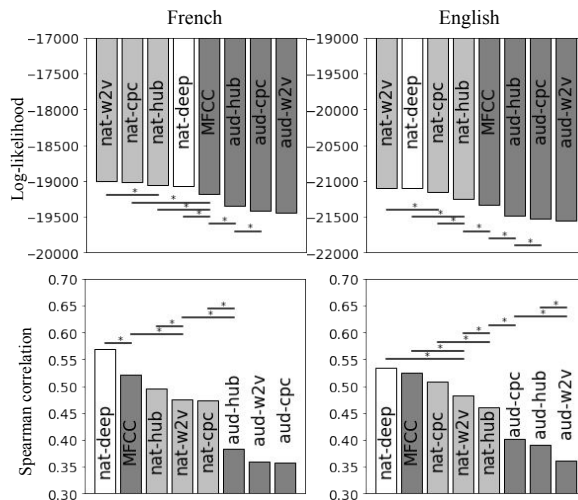 French
English
Log-likelihood
−17000
−17500
−18000
−18500
−19000
−19500
−20000
nat-w2v
nat-cpc
nat-hub
nat-deep
MFCC
aud-hub
aud-cpc
aud-w2v
* * * * * *
−19000
−19500
−20000
−20500
−21000
−21500
−22000
nat-w2v
nat-deep
nat-cpc
nat-hub
MFCC
aud-hub
aud-cpc
aud-w2v
* * * * * *
Spearman correlation
0.70
0.65
0.60
0.55
0.50
0.45
0.40
0.35
0.30
nat-deep
MFCC
nat-hub
nat-w2v
nat-cpc
aud-hub
aud-w2v
aud-cpc
* * * * *
0.70
0.65
0.60
0.55
0.50
0.45
0.40
0.35
0.30
nat-deep
MFCC
nat-cpc
nat-w2v
nat-hub
aud-cpc
aud-hub
aud-w2v
* * * * * * *